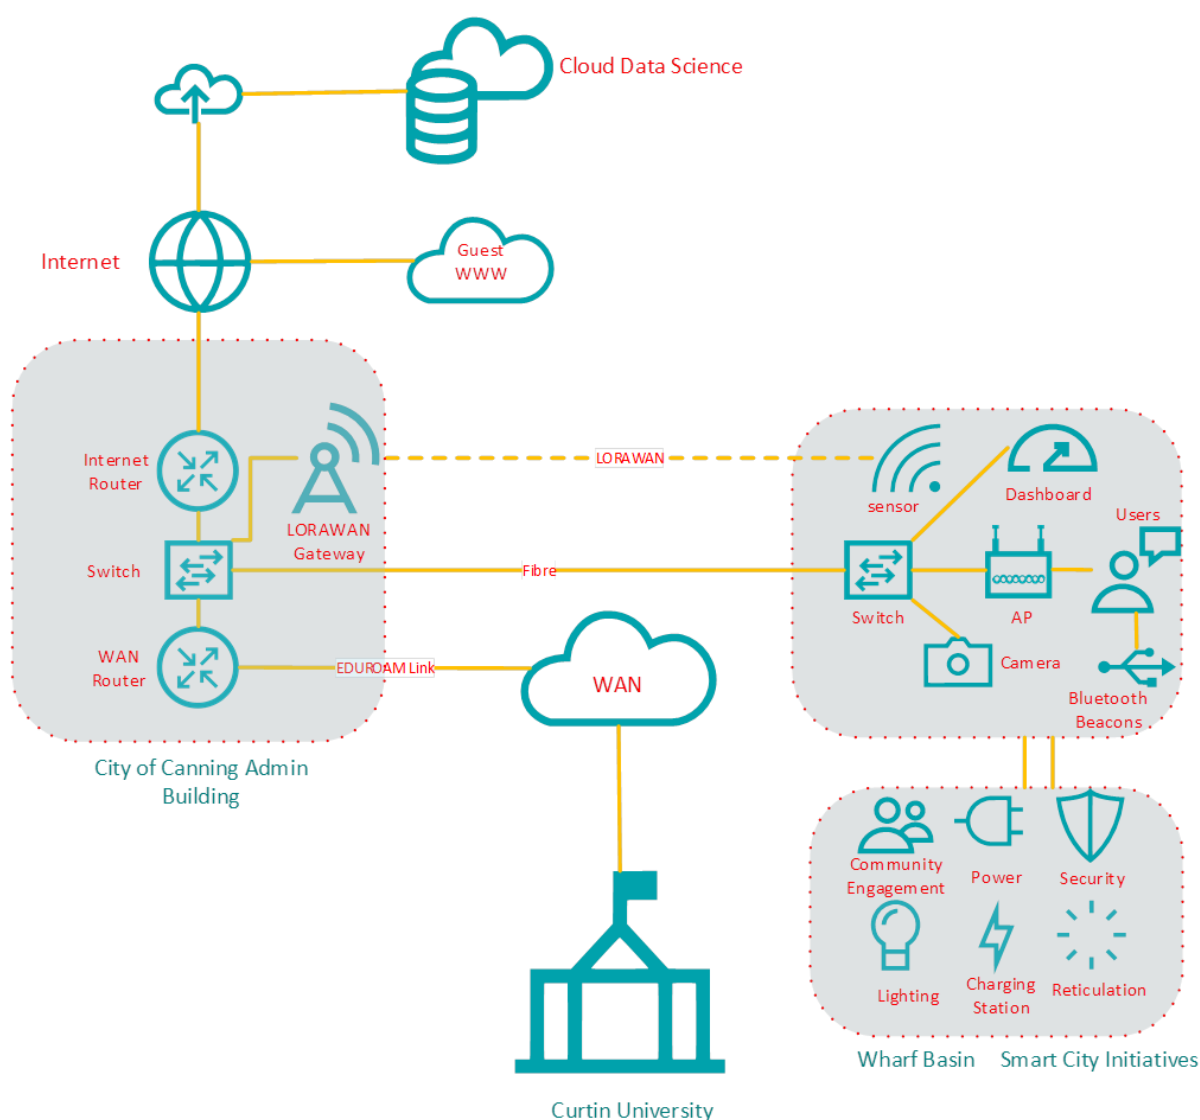 Cloud Data Science
Internet
Guest
WWW
Internet
Router
LORAWAN
Gateway
Switch
WAN
Router
EDUROAM Link
City of Canning Admin
Building
LORAWAN
Fibre
WAN
Curtin University
sensor
Dashboard
Users
Switch
AP
Camera
Bluetooth
Beacons
Community
Engagement
Power
Security
Lighting
Charging
Station
Reticulation
Wharf Basin
Smart City Initiatives